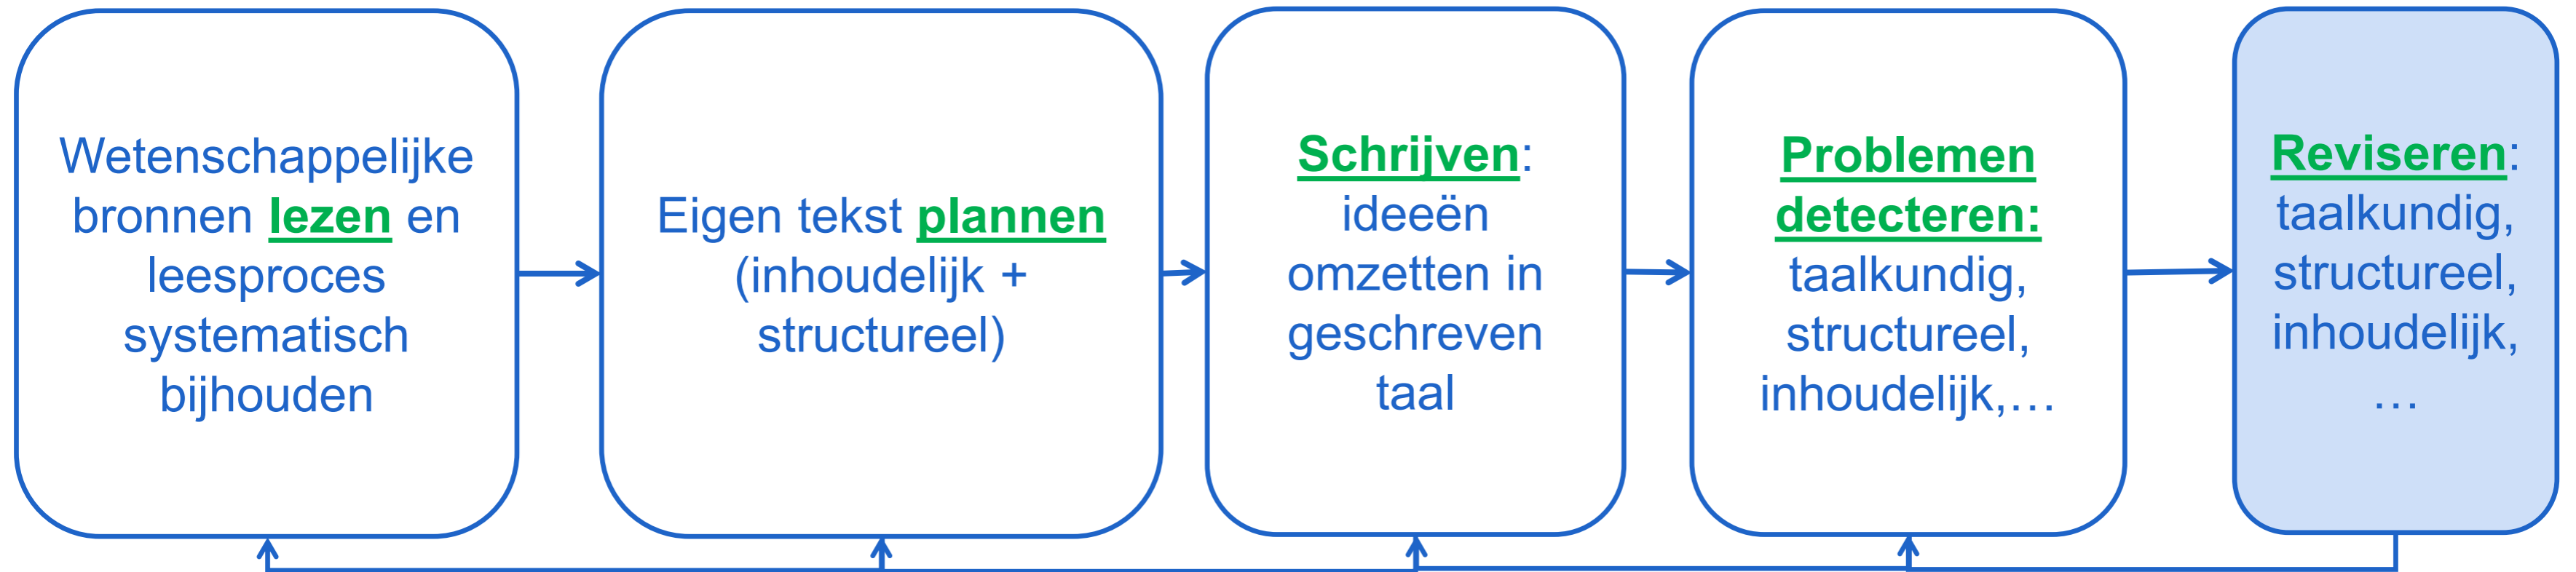 Wetenschappelijke
bronnen lezen en
leesproces
systematisch
bijhouden
Eigen tekst plannen
(inhoudelijk +
structureel)
Schrijven:
ideeën
omzetten in
geschreven
taal
Problemen
detecteren:
taalkundig,
structureel,
inhoudelijk,…
Reviseren:
taalkundig,
structureel,
inhoudelijk,
…